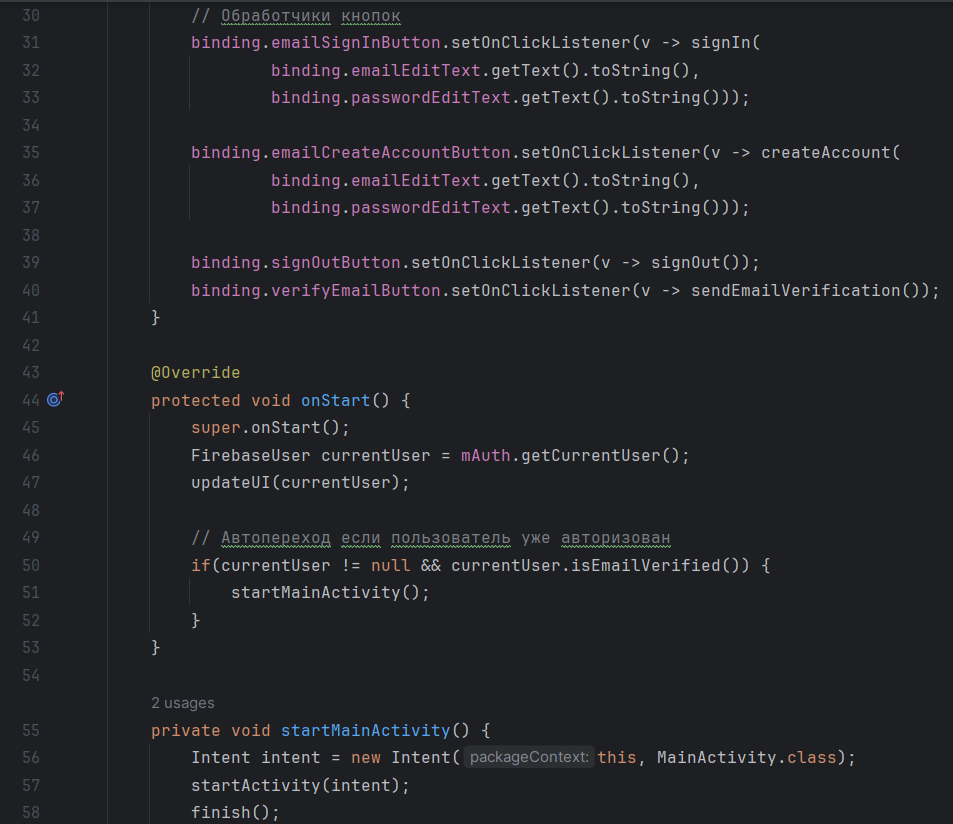 30 // Обработчики кнопок
31 binding.emailSignInButton.setOnClickListener(v -> signIn(
32 binding.emailEditText.getText().toString(),
33 binding.passwordEditText.getText().toString()));
34
35 binding.emailCreateAccountButton.setOnClickListener(v -> createAccount(
36 binding.emailEditText.getText().toString(),
37 binding.passwordEditText.getText().toString()));
38
39 binding.signOutButton.setOnClickListener(v -> signOut());
40 binding.verifyEmailButton.setOnClickListener(v -> sendEmailVerification());
41 }
42
43 @Override
44 protected void onStart() {
45 super.onStart();
46 FirebaseUser currentUser = mAuth.getCurrentUser();
47 updateUI(currentUser);
48
49 // Автопереход если пользователь уже авторизован
50 if(currentUser != null && currentUser.isEmailVerified()) {
51 startMainActivity();
52 }
53 }
54
2 usages
55 private void startMainActivity() {
56 Intent intent = new Intent( packageContext: this, MainActivity.class);
57 startActivity(intent);
58 finish();